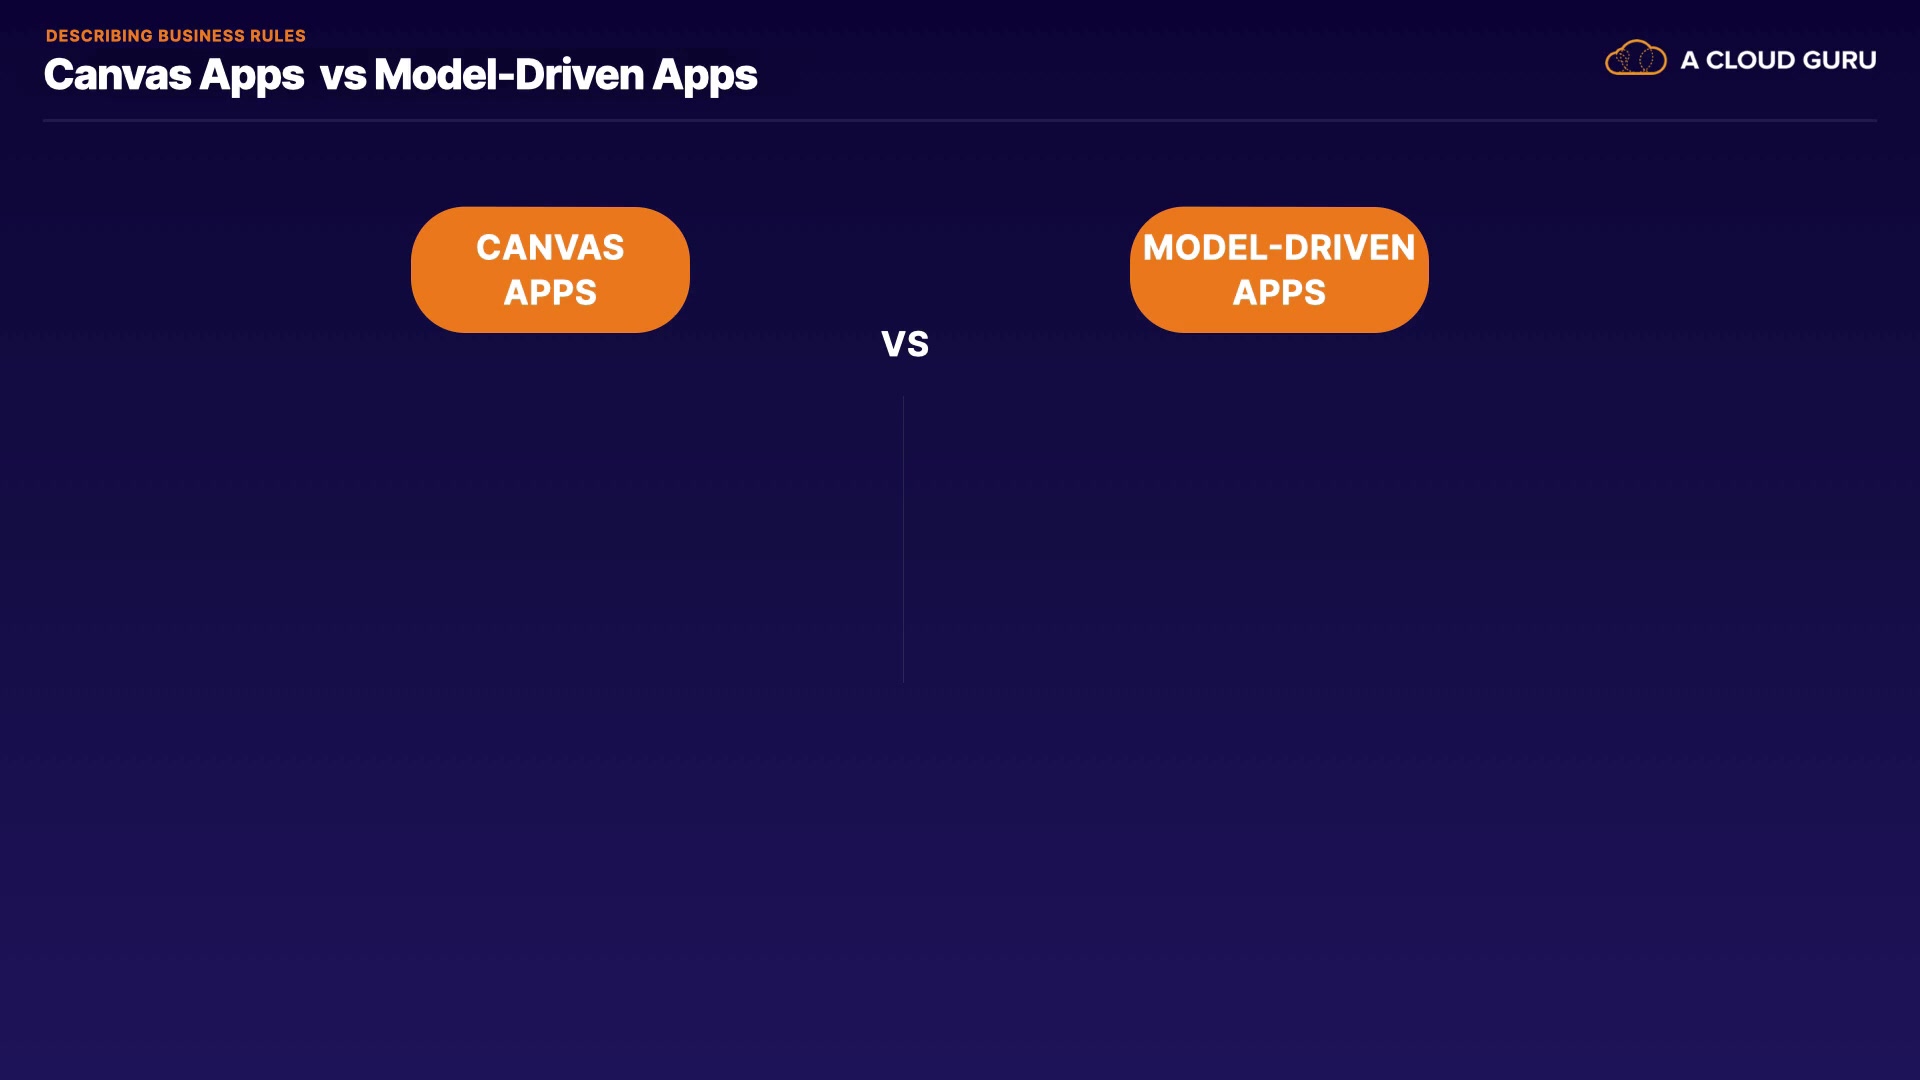 DESCRIBING BUSINESS RULES
Canvas Apps  vs Model-Driven Apps
A CLOUD GURU
CANVAS
APPS
MODEL-DRIVEN
APPS
VS